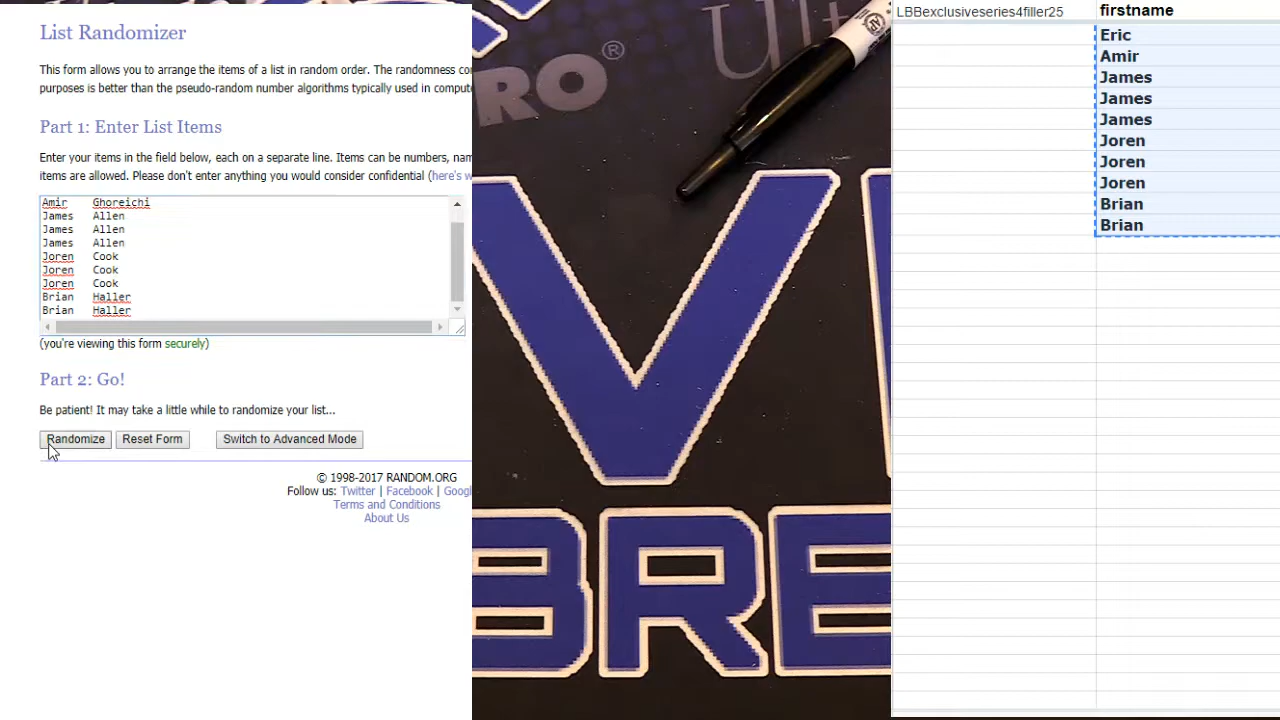 List Randomizer
This form allows you to arrange the items of a list in random order. The randomness co
purposes is better than the pseudo-random number algorithms typically used in compute
Part 1: Enter List Items
Enter your items in the field below, each on a separate line. Items can be numbers, nam
items are allowed. Please don't enter anything you would consider confidential (here's w
Amir Ghoreichi
James Allen
James Allen
James Allen
Joren Cook
Joren Cook
Joren Cook
Brian Haller
Brian Haller
(you're viewing this form securely)
Part 2: Go!
Be patient! It may take a little while to randomize your list...
Randomize Reset Form Switch to Advanced Mode
© 1998-2017 RANDOM.ORG
Follow us: Twitter | Facebook | Googl
Terms and Conditions
About Us
Ult
RO®
V
BRE
LBBexclusiveseries4filler25 firstname
Eric
Amir
James
James
James
Joren
Joren
Joren
Brian
Brian